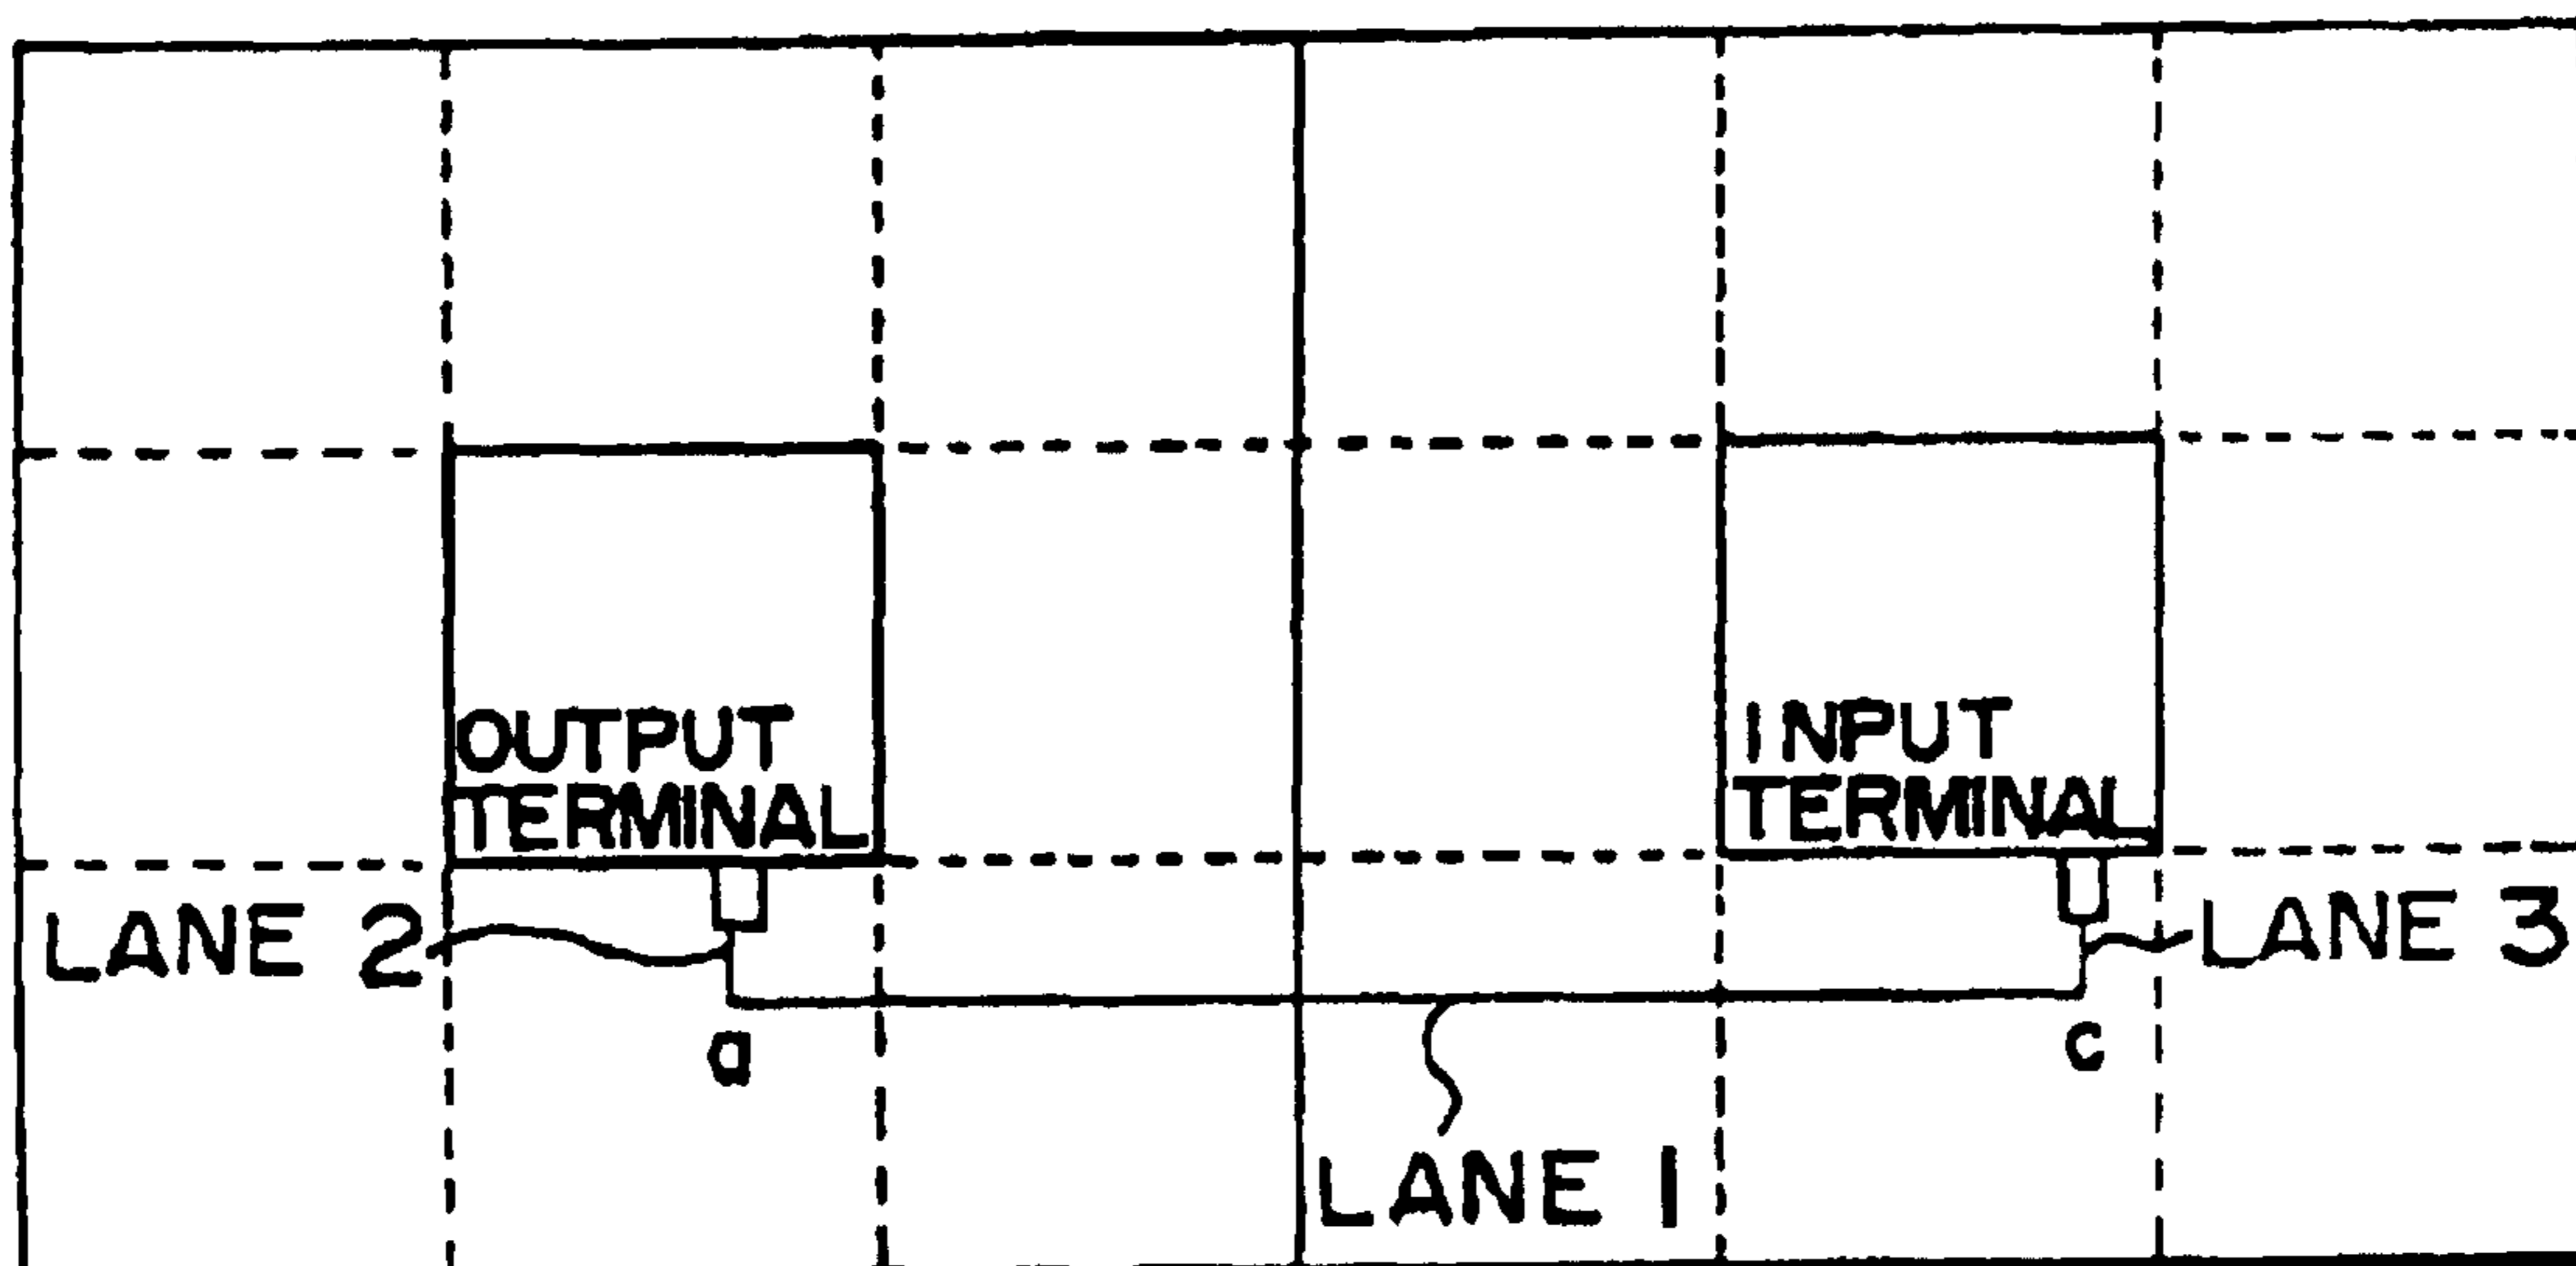 OUTPUT
TERMINAL
INPUT
TERMINAL
LANE 2
LANE 3
a
c
LANE 1